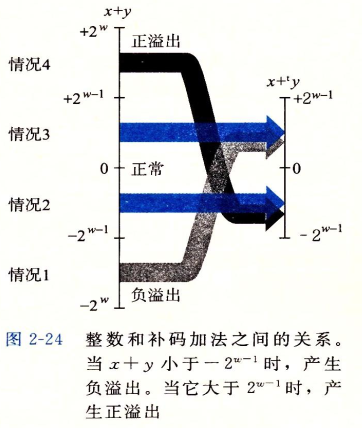 x+y
+2^w
正溢出
情况4
x+^t y
+2^{w-1}
+2^{w-1}
情况3
0
正常
0
情况2
-2^{w-1}
-2^{w-1}
情况1
-2^w
负溢出
图 2-24 整数和补码加法之间的关系。
当 x+y 小于-2^{w-1} 时，产生
负溢出。当它大于 2^{w-1} 时，产
生正溢出